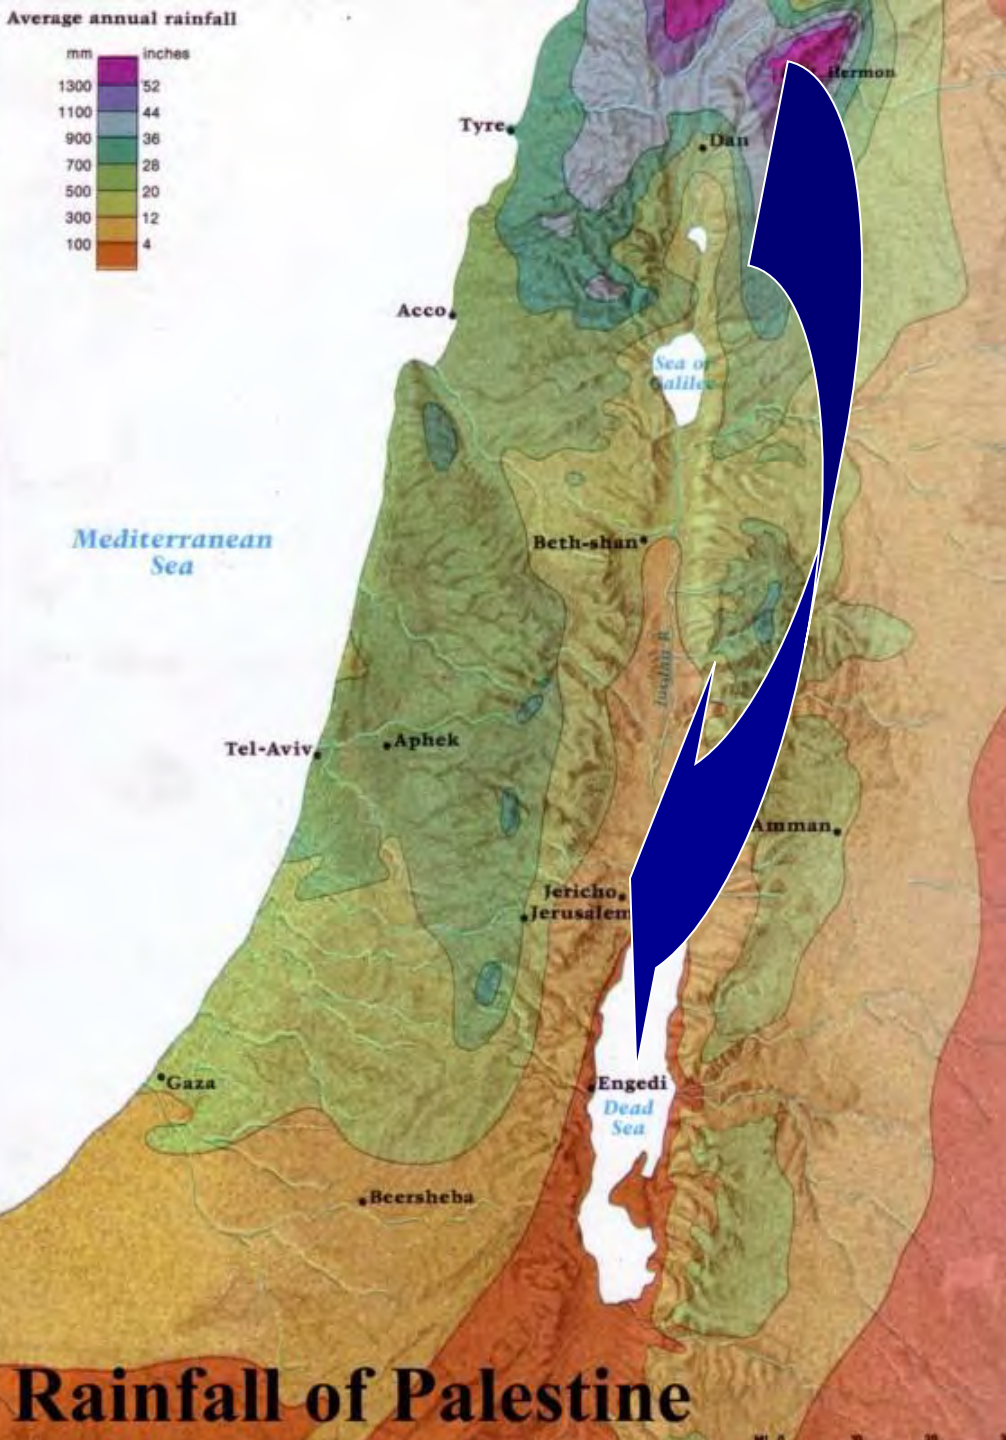 Average annual rainfall
mm inches
1300 52
1100 44
900 36
700 28
500 20
300 12
100 4
Hermon
Tyre
Dan
Acco
Sea of
Galilee
Mediterranean
Sea
Beth-shan
Jordan R.
Tel-Aviv
Aphek
Amman
Jericho
Jerusalem
Gaza
Engedi
Dead
Sea
Beersheba
Rainfall of Palestine